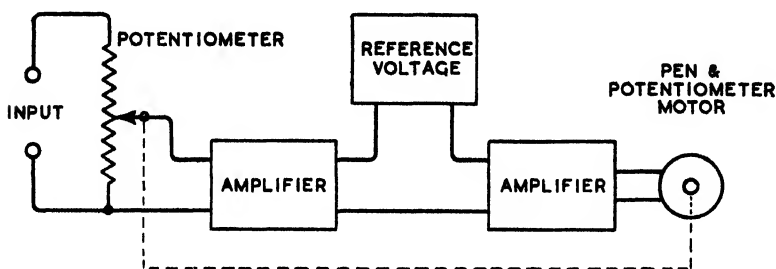 POTENTIOMETER
INPUT
AMPLIFIER
REFERENCE
VOLTAGE
AMPLIFIER
PEN &
POTENTIOMETER
MOTOR